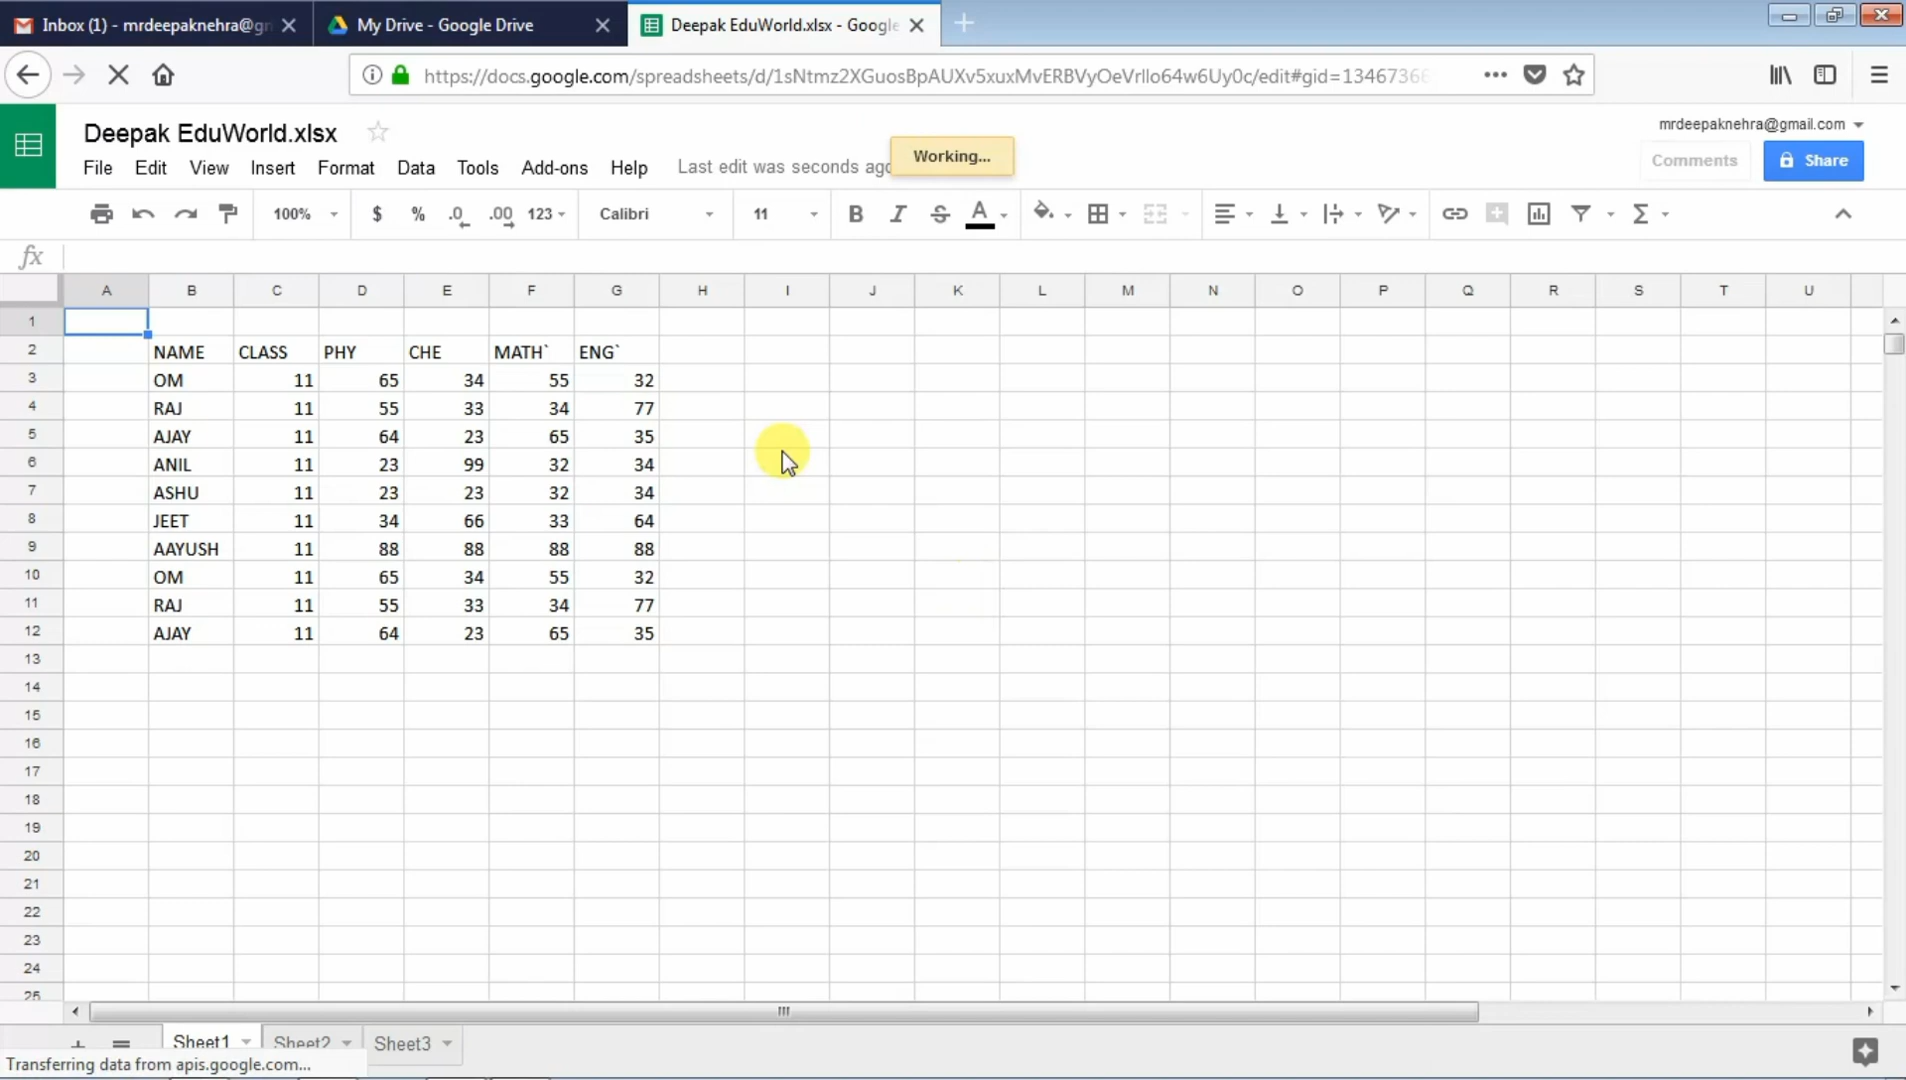 Inbox (1) - mrdeepaknehra@gm
My Drive - Google Drive
Deepak EduWorld.xlsx - Google
https://docs.google.com/spreadsheets/d/1sNtmz2XGuosBpAUXv5xuxMvERBVyOeVrIlo64w6Uy0c/edit#gid=13467366
Deepak EduWorld.xlsx
mrdeepaknehra@gmail.com
File Edit View Insert Format Data Tools Add-ons Help Last edit was seconds ago
Working...
Comments
Share
100% $ % .0 .00 123 Calibri 11 B I S A Σ
fx
A B C D E F G H I J K L M N O P Q R S T U
1
2 NAME CLASS PHY CHE MATH` ENG`
3 OM 11 65 34 55 32
4 RAJ 11 55 33 34 77
5 AJAY 11 64 23 65 35
6 ANIL 11 23 99 32 34
7 ASHU 11 23 23 32 34
8 JEET 11 34 66 33 64
9 AAYUSH 11 88 88 88 88
10 OM 11 65 34 55 32
11 RAJ 11 55 33 34 77
12 AJAY 11 64 23 65 35
13
14
15
16
17
18
19
20
21
22
23
24
25
Sheet1 Sheet2 Sheet3
Transferring data from apis.google.com...